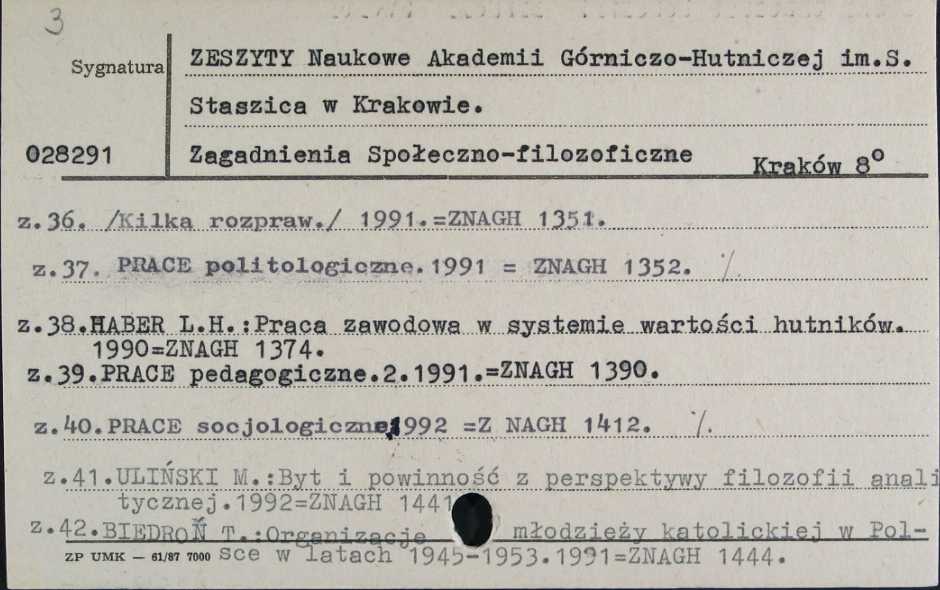 3
Sygnatura
ZESZYTY Naukowe Akademii Górniczo-Hutniczej im.S.
Staszica w Krakowie.
028291
Zagadnienia Społeczno-filozoficzne
Kraków 8°
z.36. /Kilka rozpraw./ 1991.=ZNAGH 1351.
z.37. PRACE politologiczne.1991 = ZNAGH 1352. /.
z.38.HABER L.H.:Praca zawodowa w systemie wartości hutników.
1990=ZNAGH 1374.
z.39.PRACE pedagogiczne.2.1991.=ZNAGH 1390.
z.40.PRACE socjologiczne,1992 =Z NAGH 1412. /.
z.41.ULIŃSKI M.:Byt i powinność z perspektywy filozofii anali
tycznej.1992=ZNAGH 1441
z.42.BIEDROŃ T.:Organizacje młodzieży katolickiej w Pol-
ZP UMK — 61/87 7000 sce w latach 1945-1953.1991=ZNAGH 1444.